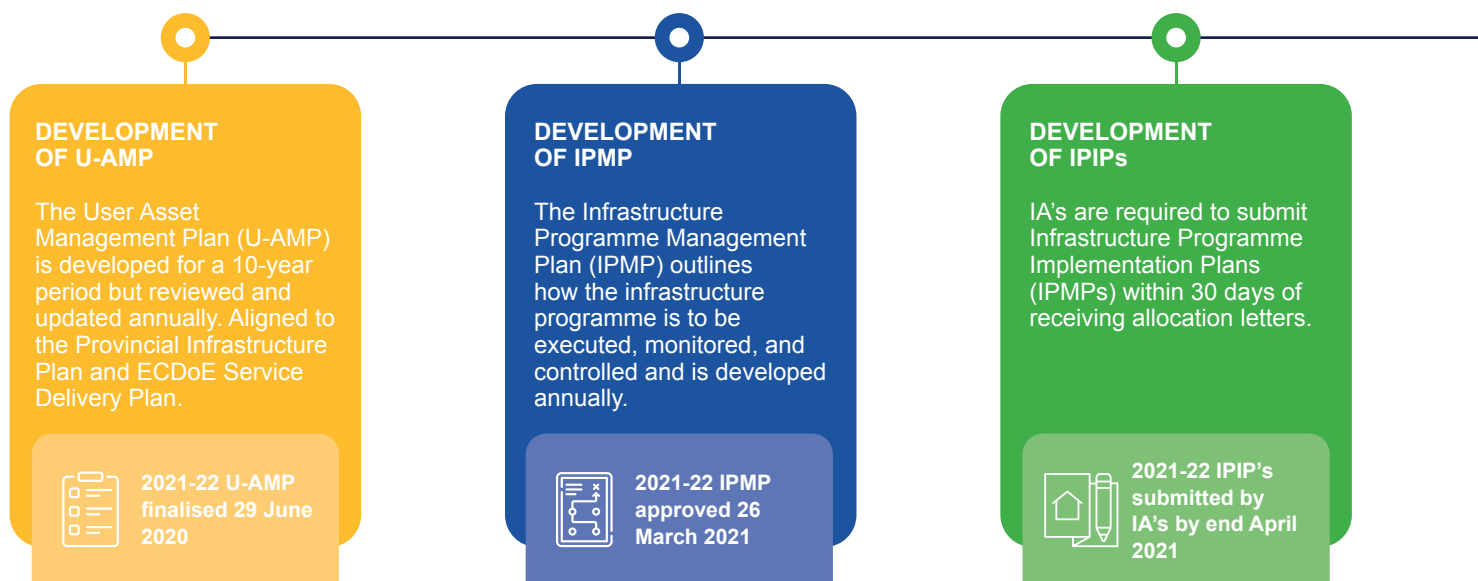 DEVELOPMENT
OF U-AMP
The User Asset
Management Plan (U-AMP)
is developed for a 10-year
period but reviewed and
updated annually. Aligned to
the Provincial Infrastructure
Plan and ECDoE Service
Delivery Plan.
2021-22 U-AMP
finalised 29 June
2020
DEVELOPMENT
OF IPMP
The Infrastructure
Programme Management
Plan (IPMP) outlines
how the infrastructure
programme is to be
executed, monitored, and
controlled and is developed
annually.
2021-22 IPMP
approved 26
March 2021
DEVELOPMENT
OF IPIPs
IA’s are required to submit
Infrastructure Programme
Implementation Plans
(IPMPs) within 30 days of
receiving allocation letters.
2021-22 IPIP’s
submitted by
IA’s by end April
2021